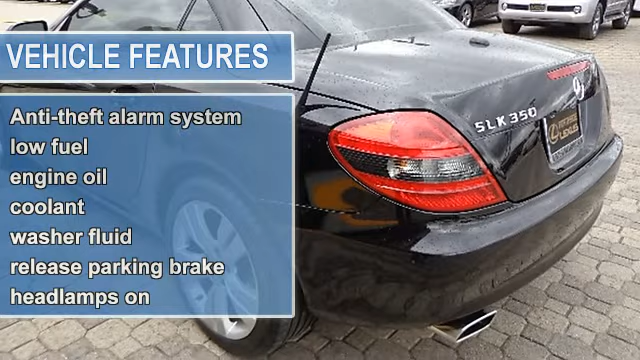 VEHICLE FEATURES
Anti-theft alarm system
low fuel
engine oil
coolant
washer fluid
release parking brake
headlamps on
SLK 350
LEXUS